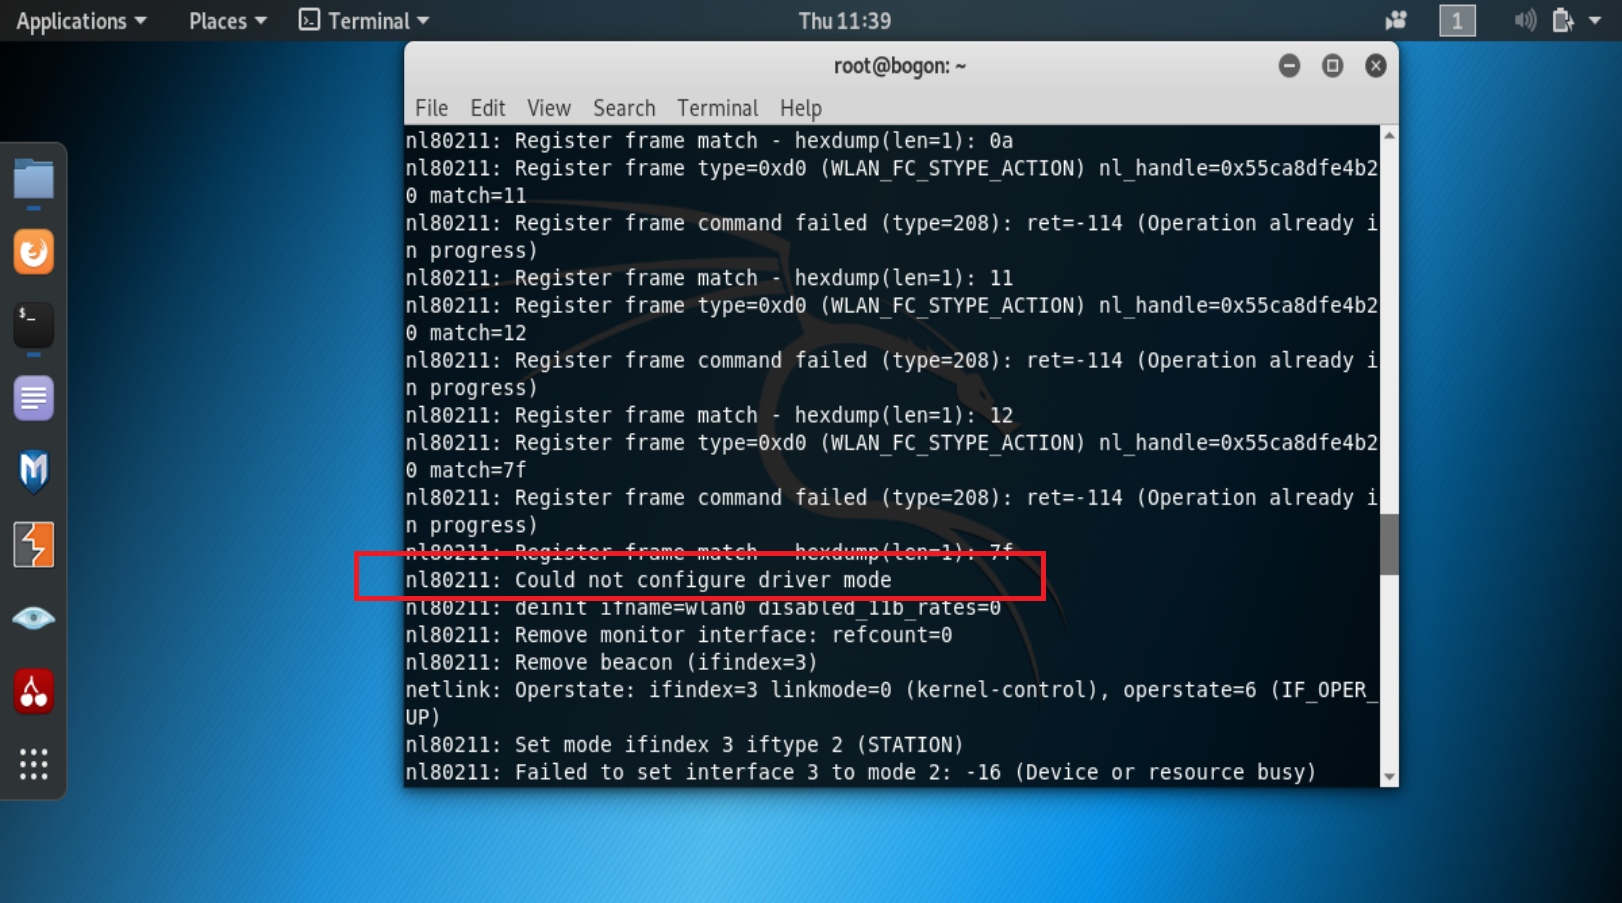 Applications Places Terminal Thu 11:39 1
root@bogon: ~
File Edit View Search Terminal Help
nl80211: Register frame match - hexdump(len=1): 0a
nl80211: Register frame type=0xd0 (WLAN_FC_STYPE_ACTION) nl_handle=0x55ca8dfe4b2
0 match=11
nl80211: Register frame command failed (type=208): ret=-114 (Operation already i
n progress)
nl80211: Register frame match - hexdump(len=1): 11
nl80211: Register frame type=0xd0 (WLAN_FC_STYPE_ACTION) nl_handle=0x55ca8dfe4b2
0 match=12
nl80211: Register frame command failed (type=208): ret=-114 (Operation already i
n progress)
nl80211: Register frame match - hexdump(len=1): 12
nl80211: Register frame type=0xd0 (WLAN_FC_STYPE_ACTION) nl_handle=0x55ca8dfe4b2
0 match=7f
nl80211: Register frame command failed (type=208): ret=-114 (Operation already i
n progress)
nl80211: Register frame match - hexdump(len=1): 7f
nl80211: Could not configure driver mode
nl80211: deinit ifname=wlan0 disabled_11b_rates=0
nl80211: Remove monitor interface: refcount=0
nl80211: Remove beacon (ifindex=3)
netlink: Operstate: ifindex=3 linkmode=0 (kernel-control), operstate=6 (IF_OPER_
UP)
nl80211: Set mode ifindex 3 iftype 2 (STATION)
nl80211: Failed to set interface 3 to mode 2: -16 (Device or resource busy)
$_